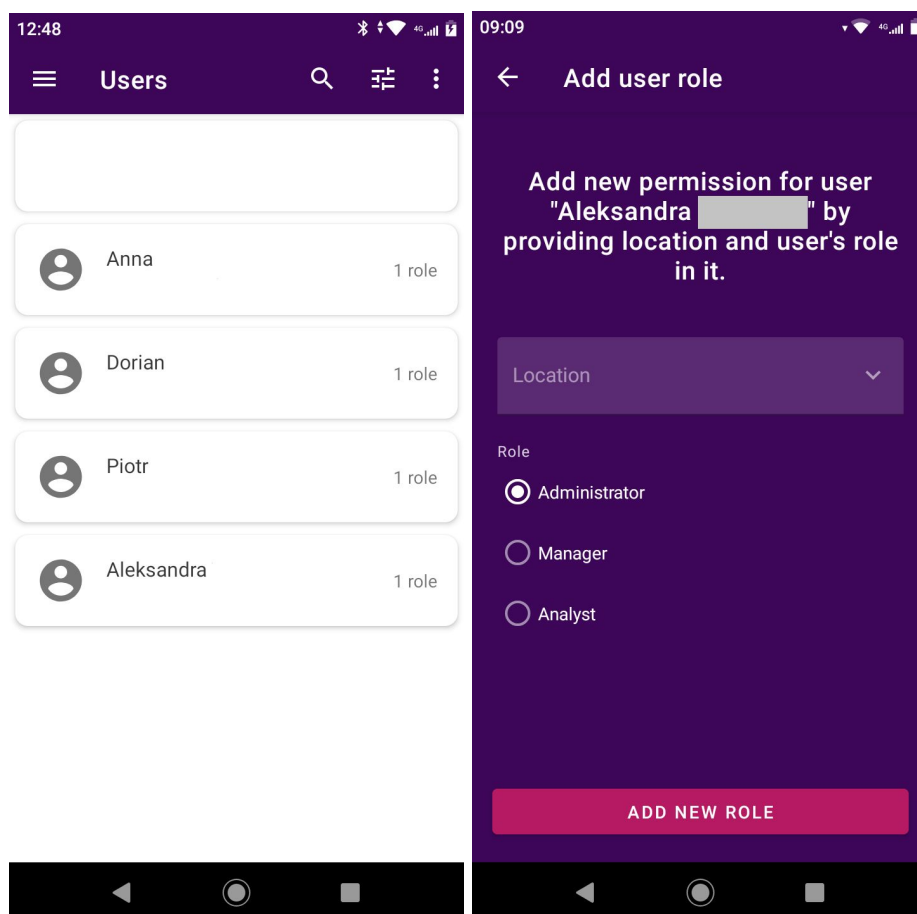 12:48
4G
Users
Anna
1 role
Dorian
1 role
Piotr
1 role
Aleksandra
1 role
09:09
4G
Add user role
Add new permission for user
"Aleksandra " by
providing location and user's role
in it.
Location
Role
Administrator
Manager
Analyst
ADD NEW ROLE